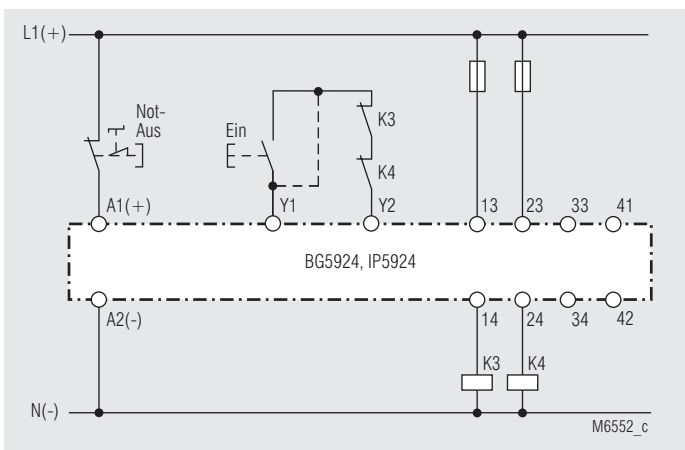 L1(+)
Not-
Aus
Ein
K3
K4
A1(+)
Y1
Y2
13
23
33
41
BG5924, IP5924
A2(-)
14
24
34
42
K3
K4
N(-)
M6552_c